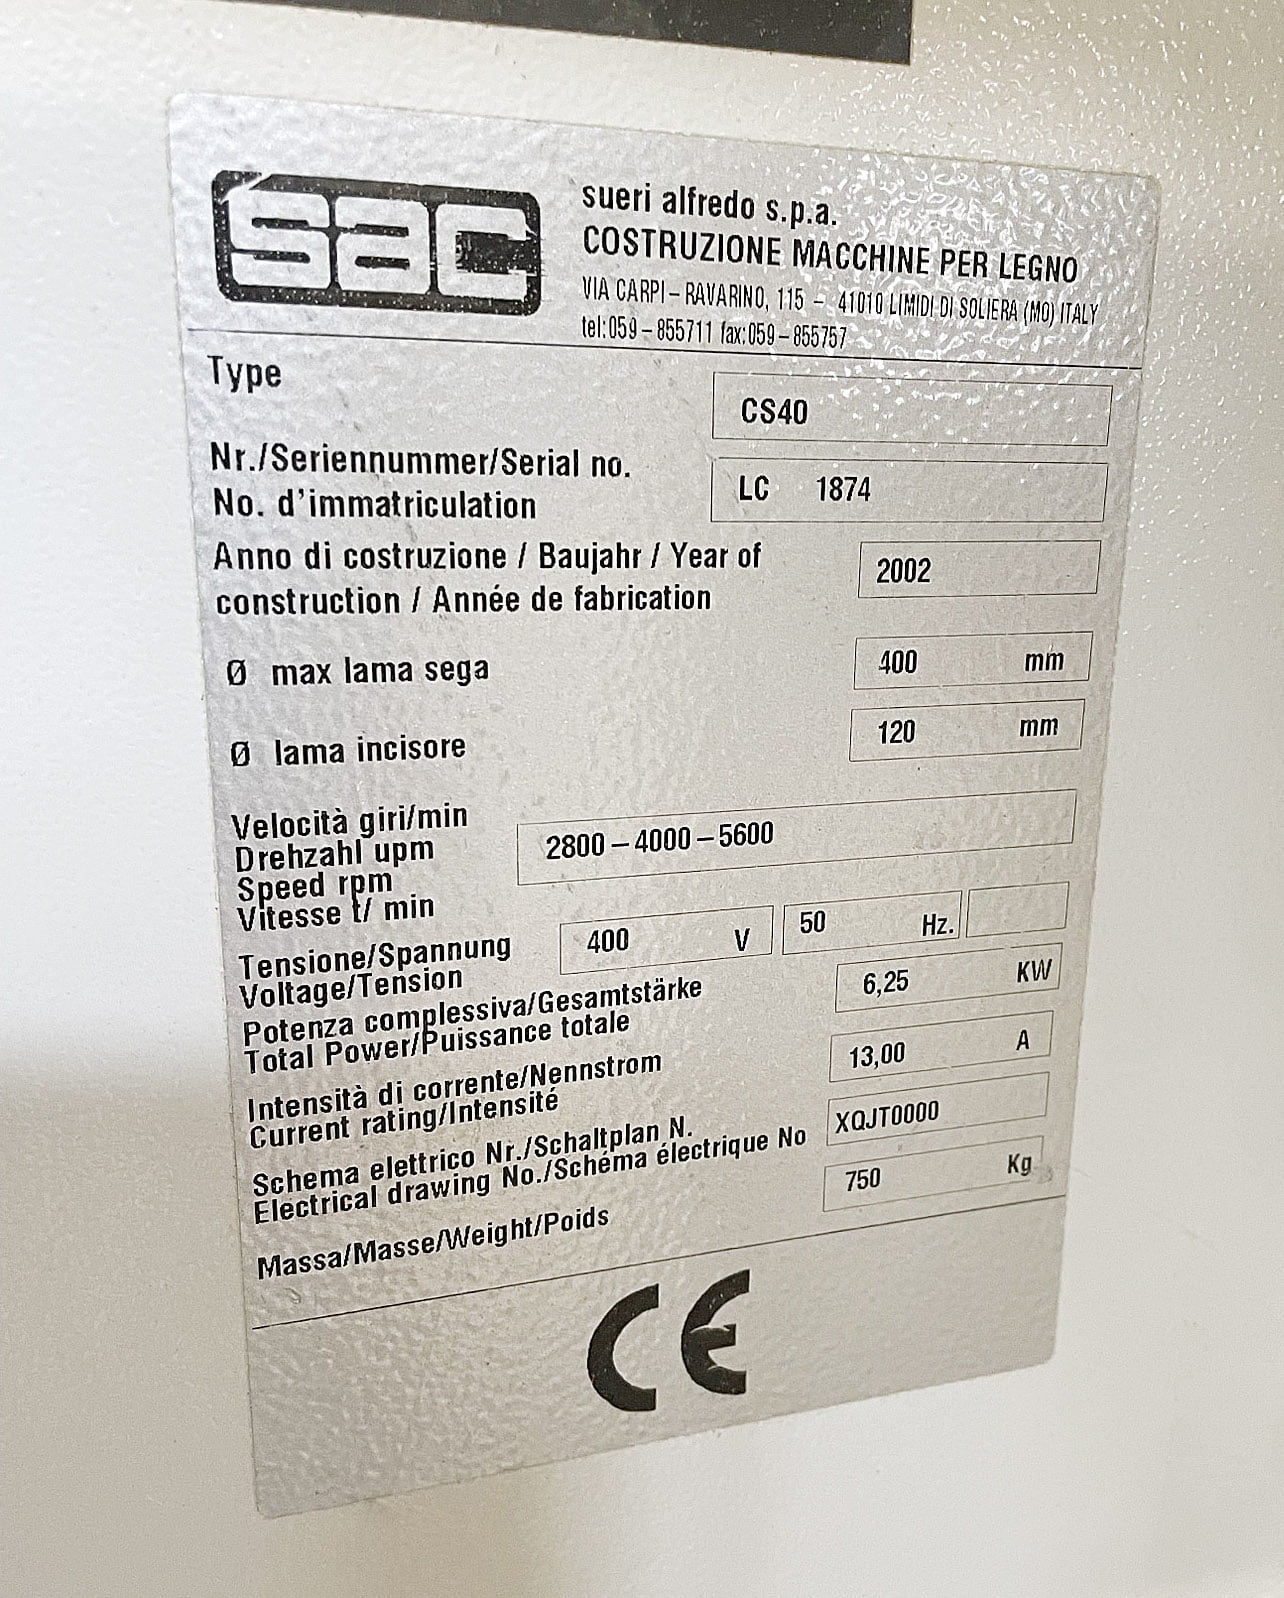 sac
sueri alfredo s.p.a.
COSTRUZIONE MACCHINE PER LEGNO
VIA CARPI – RAVARINO, 115 – 41010 LIMIDI DI SOLIERA (MO) ITALY
tel:059 – 855711 fax:059 – 855757
Type CS40
Nr./Seriennummer/Serial no.
No. d'immatriculation LC 1874
Anno di costruzione / Baujahr / Year of
construction / Année de fabrication 2002
Ø max lama sega 400 mm
Ø lama incisore 120 mm
Velocità giri/min
Drehzahl upm 2800 – 4000 – 5600
Speed rpm
Vitesse t/ min
Tensione/Spannung
Voltage/Tension 400 V 50 Hz.
Potenza complessiva/Gesamtstärke
Total Power/Puissance totale 6,25 KW
Intensità di corrente/Nennstrom
Current rating/Intensité 13,00 A
Schema elettrico Nr./Schaltplan N.
Electrical drawing No./Schéma électrique No XQJT0000
Massa/Masse/Weight/Poids 750 Kg
CE